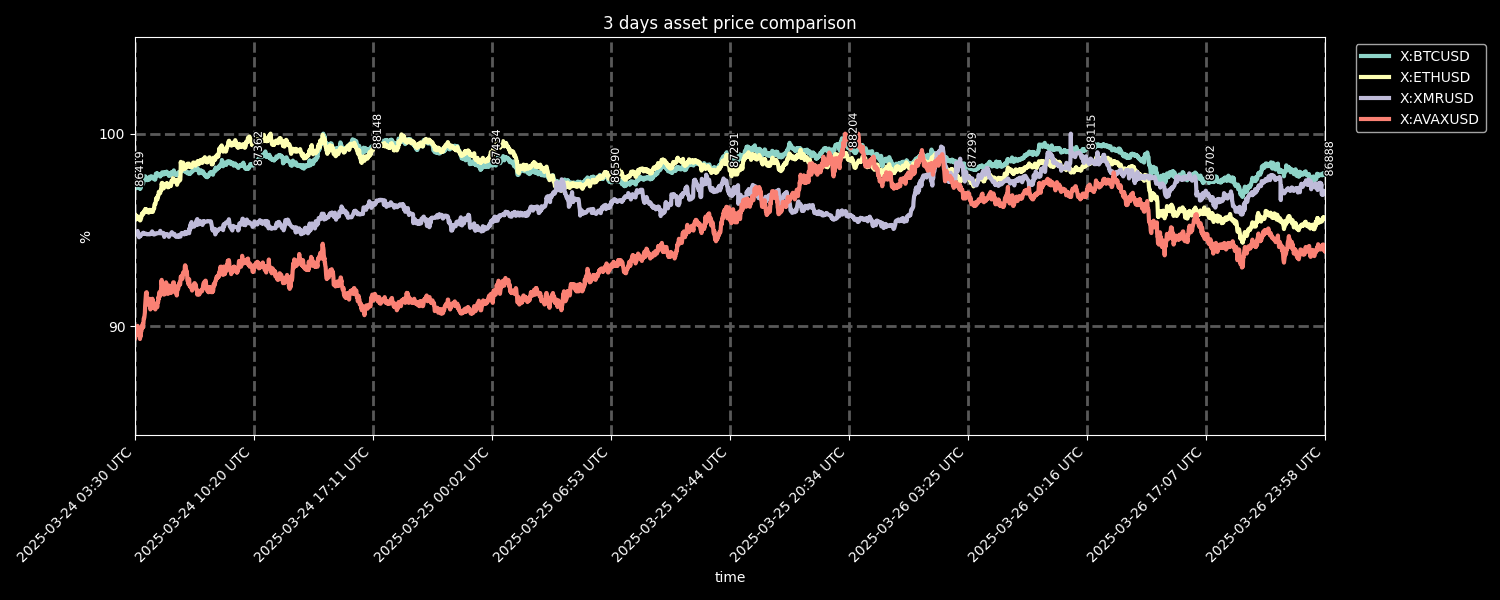 3 days asset price comparison
X:BTCUSD
X:ETHUSD
X:XMRUSD
X:AVAXUSD
100
90
%
86419
87362
88148
87434
86590
87291
88204
87299
88115
86702
86888
2025-03-24 03:30 UTC
2025-03-24 10:20 UTC
2025-03-24 17:11 UTC
2025-03-25 00:02 UTC
2025-03-25 06:53 UTC
2025-03-25 13:44 UTC
2025-03-25 20:34 UTC
2025-03-26 03:25 UTC
2025-03-26 10:16 UTC
2025-03-26 17:07 UTC
2025-03-26 23:58 UTC
time